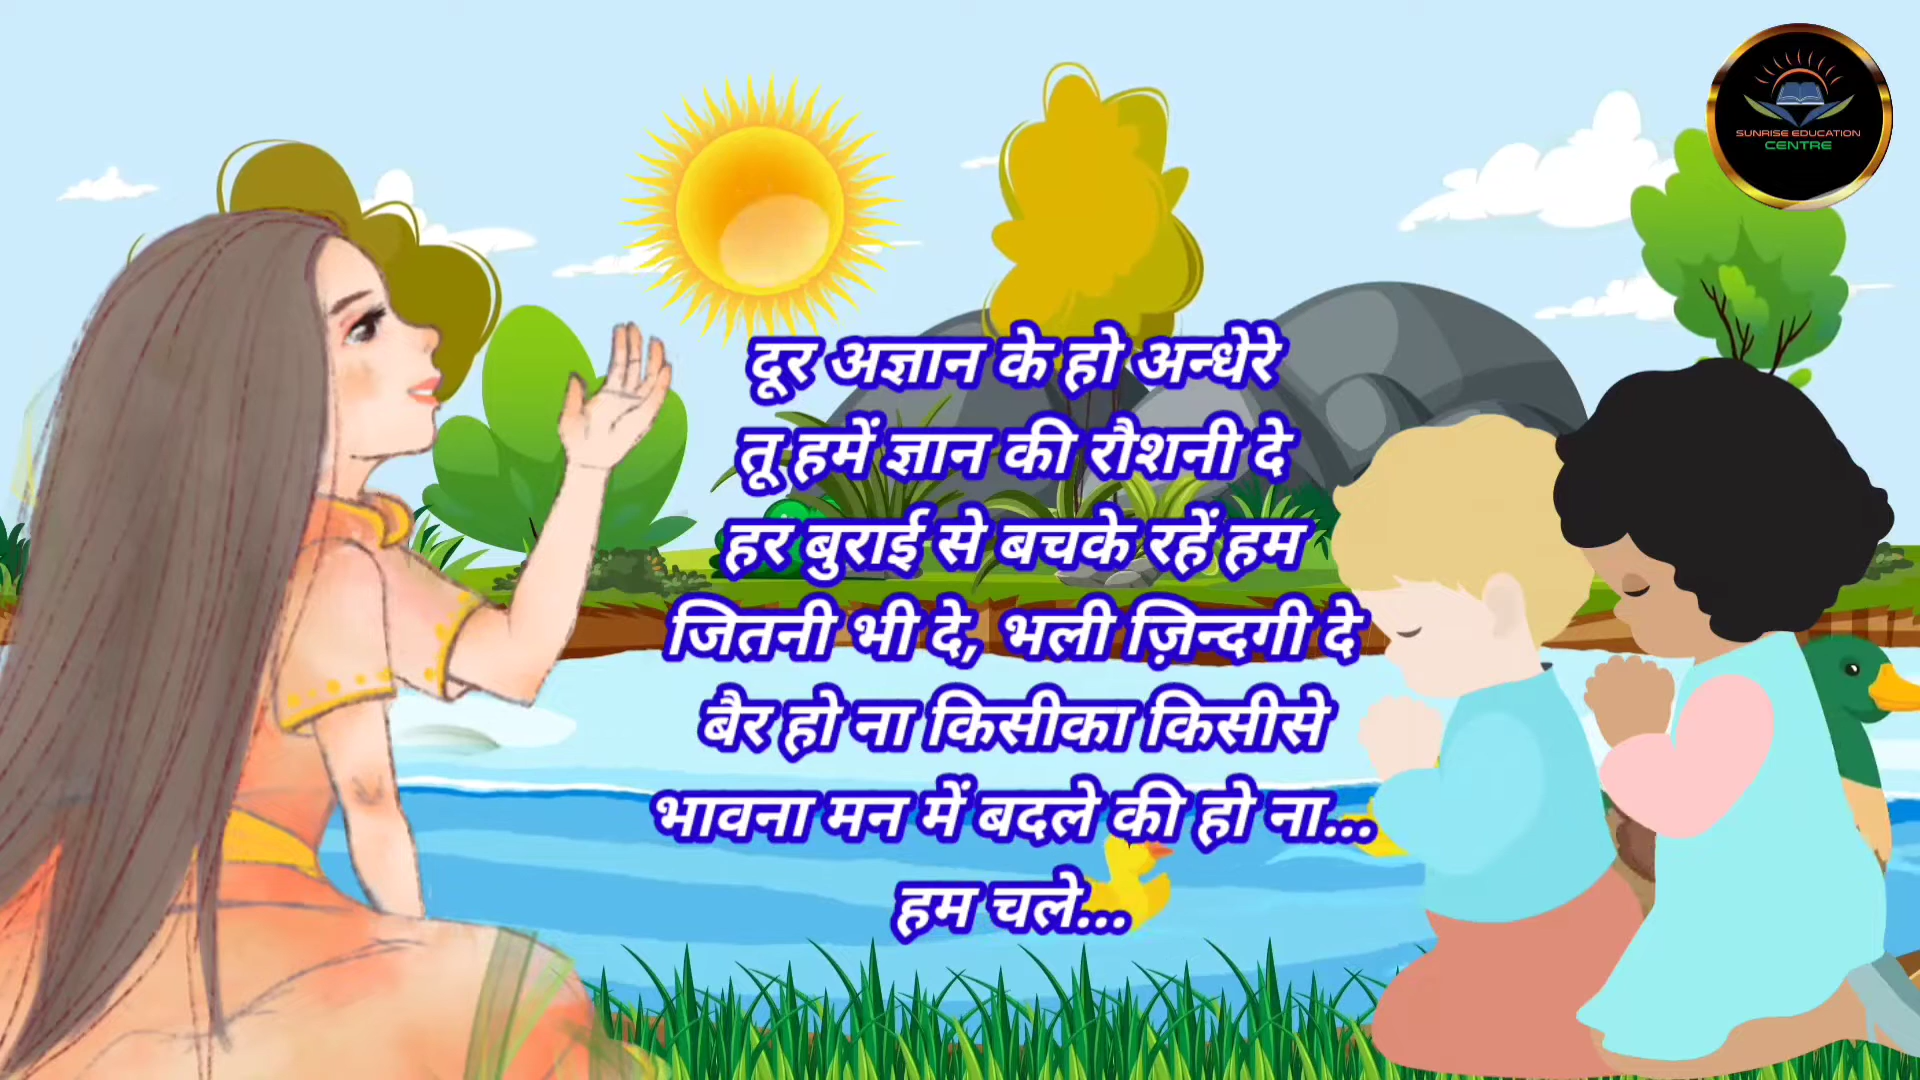 SUNRISE EDUCATION
CENTRE
दूर अज्ञान के हो अन्धेरे
तू हमें ज्ञान की रौशनी दे
हर बुराई से बचके रहें हम
जितनी भी दे, भली ज़िन्दगी दे
बैर हो ना किसीका किसीसे
भावना मन में बदले की हो ना...
हम चले...